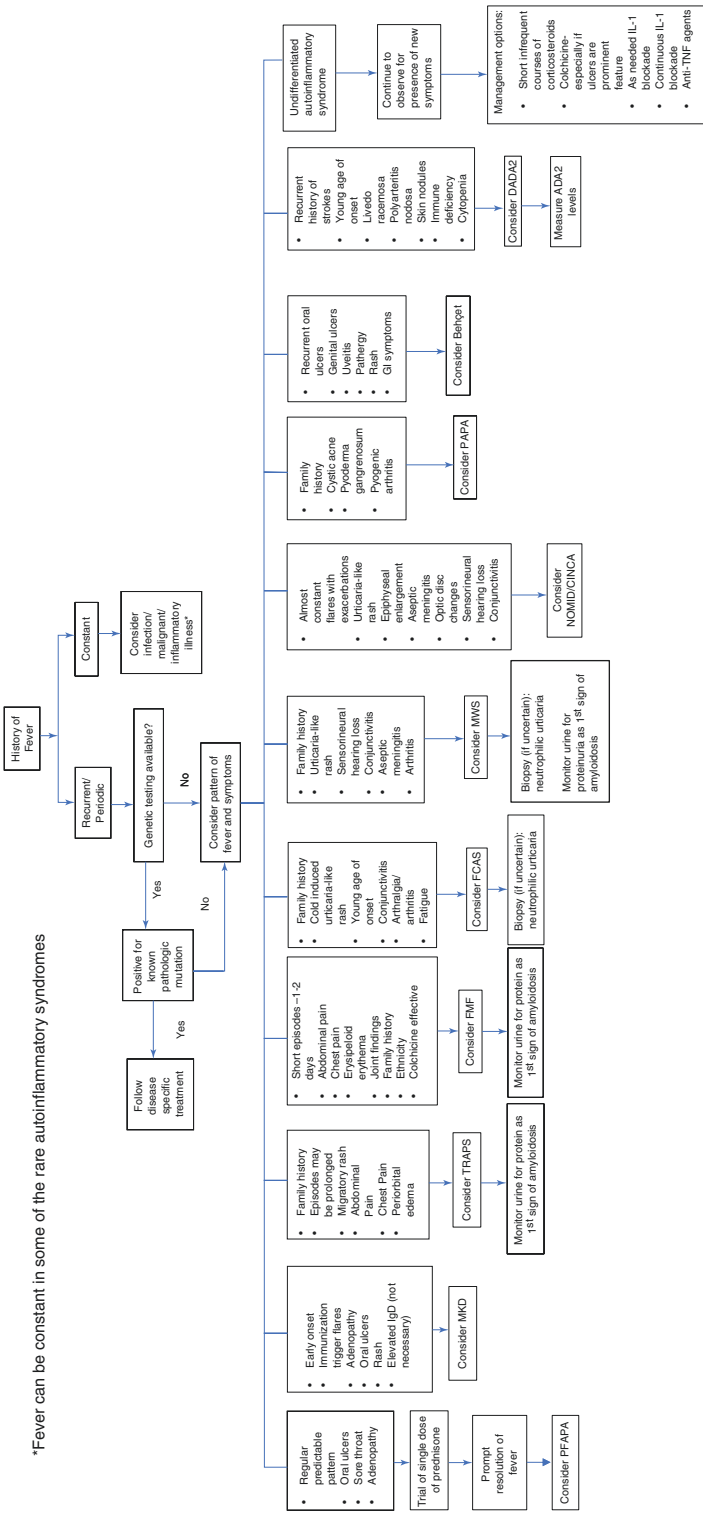 *Fever can be constant in some of the rare autoinflammatory syndromes
History of
Fever
Recurrent/
Periodic
Constant
Consider
infection/
malignant/
inflammatory
illness*
Genetic testing available?
Yes
No
Positive for
known
pathologic
mutation
Yes
No
Follow
disease
specific
treatment
Consider pattern of
fever and symptoms
• Regular
predictable
pattern
• Oral ulcers
• Sore throat
• Adenopathy
Trial of single dose
of prednisone
Prompt
resolution of
fever
Consider PFAPA
• Early onset
• Immunization
trigger flares
• Adenopathy
• Oral ulcers
• Rash
• Elevated IgD (not
necessary)
Consider MKD
• Family history
• Episodes may
be prolonged
• Migratory rash
• Abdominal
Pain
• Chest Pain
• Periorbital
edema
Consider TRAPS
Monitor urine for protein as
1st sign of amyloidosis
• Short episodes –1-2
days
• Abdominal pain
• Chest pain
• Erysipeloid
erythema
• Joint findings
• Family history
• Ethnicity
• Colchicine effective
Consider FMF
Monitor urine for protein as
1st sign of amyloidosis
• Family history
• Cold induced
urticaria-like
rash
• Young age of
onset
• Conjunctivitis
• Arthralgia/
arthritis
• Fatigue
Consider FCAS
Biopsy (if uncertain):
neutrophilic urticaria
• Family history
• Urticaria-like
rash
• Sensorineural
hearing loss
• Conjunctivitis
• Aseptic
meningitis
• Arthritis
Consider MWS
Biopsy (if uncertain):
neutrophilic urticaria
Monitor urine for
proteinuria as 1st sign of
amyloidosis
• Almost
constant
flares with
exacerbations
• Urticaria-like
rash
• Epiphyseal
enlargement
• Aseptic
meningitis
• Optic disc
changes
• Sensorineural
hearing loss
• Conjunctivitis
Consider
NOMID/CINCA
• Family
history
• Cystic acne
• Pyoderma
gangrenosum
• Pyogenic
arthritis
Consider PAPA
• Recurrent oral
ulcers
• Genital ulcers
• Uveitis
• Pathergy
• Rash
• GI symptoms
Consider Behçet
• Recurrent
history of
strokes
• Young age of
onset
• Livedo
racemosa
• Polyarteritis
nodosa
• Skin nodules
• Immune
deficiency
• Cytopenia
Consider DADA2
Measure ADA2
levels
Undifferentiated
autoinflammatory
syndrome
Continue to
observe for
presence of new
symptoms
Management options:
• Short infrequent
courses of
corticosteroids
• Colchicine-
especially if
ulcers are
prominent
feature
• As needed IL-1
blockade
• Continuous IL-1
blockade
• Anti-TNF agents